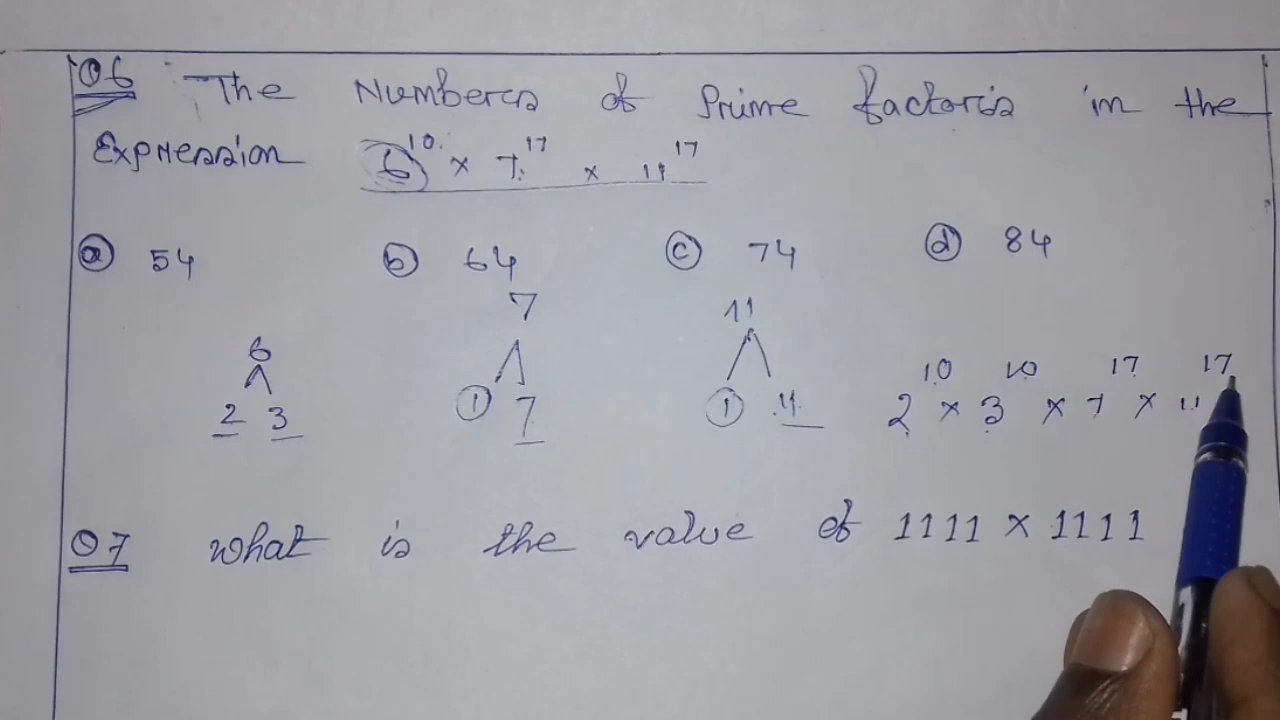 Q6 The Numbers of Prime factors in the
Expression 6^10 × 7^17 × 11^17
(a) 54 (b) 64 (c) 74 (d) 84
6
2 3
7
1 7
11
1 11
2^10 × 3^10 × 7^17 × 11^17
Q7 what is the value of 1111 × 1111